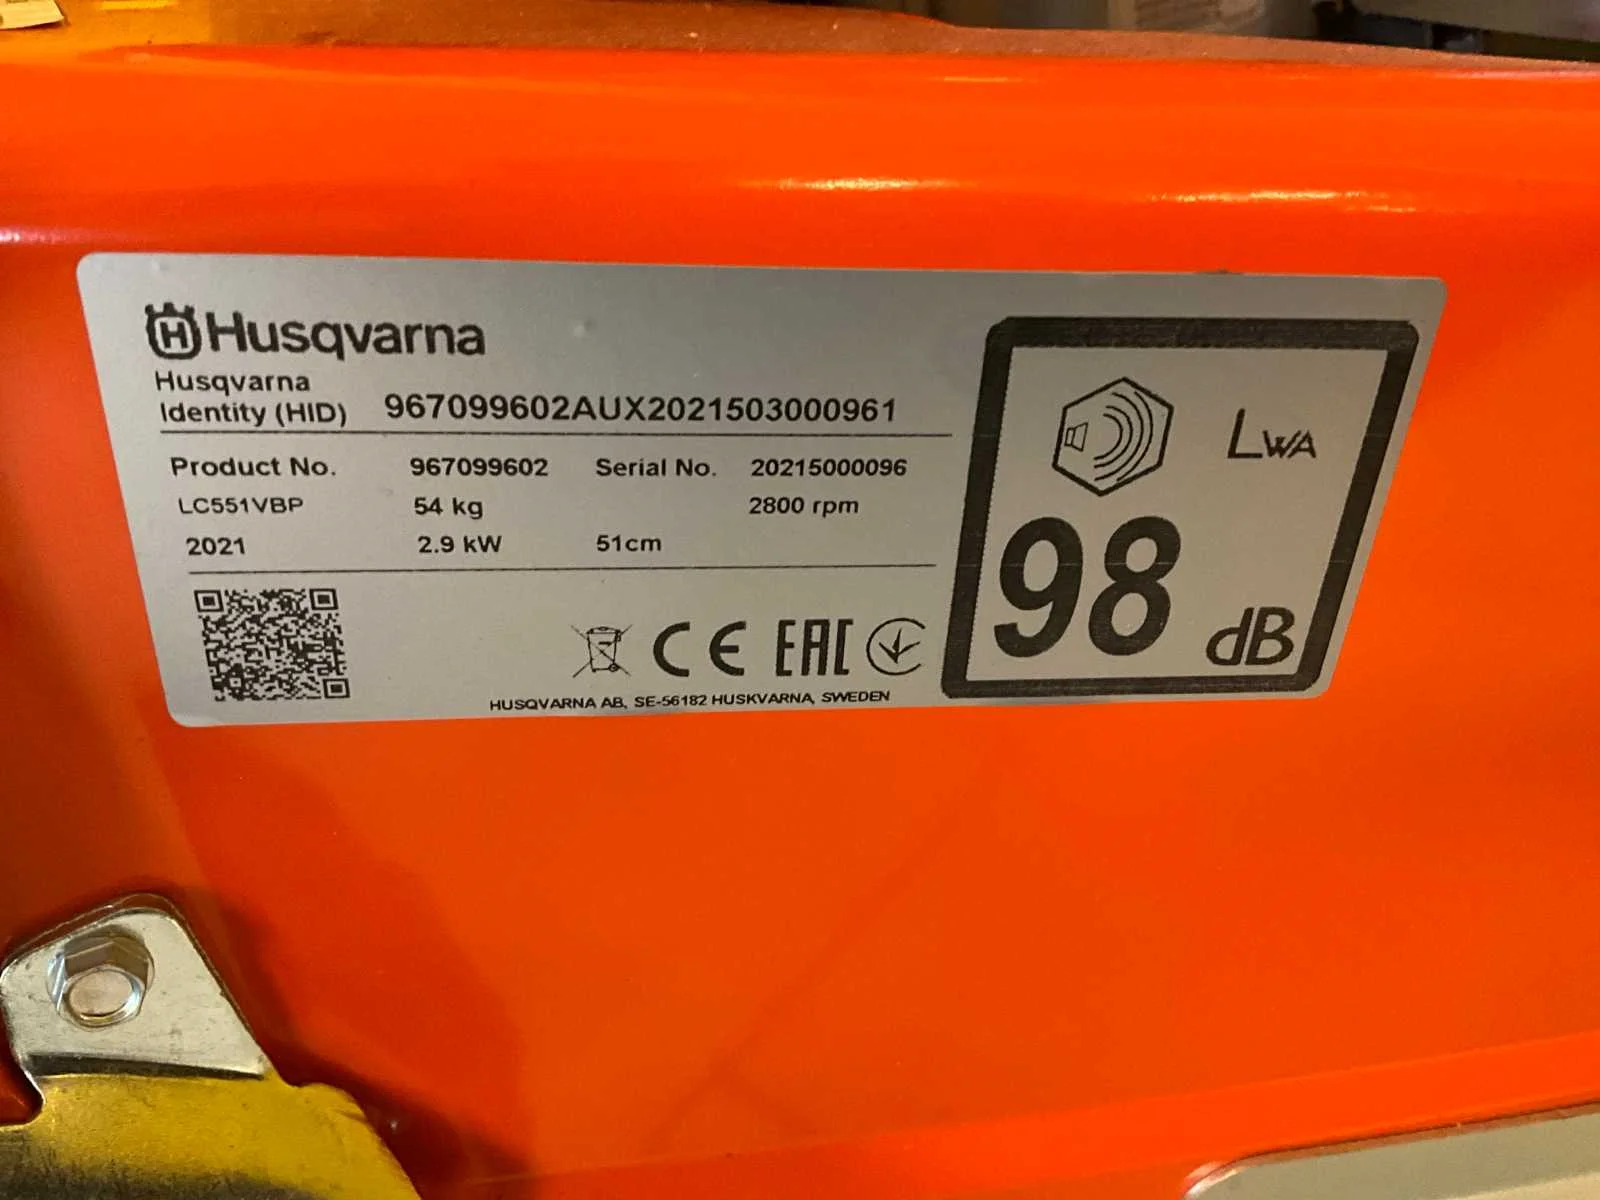 Husqvarna
Husqvarna
Identity (HID) 967099602AUX2021503000961
Product No. 967099602 Serial No. 20215000096
LC551VBP 54 kg 2800 rpm
2021 2.9 kW 51cm
CE EAC
HUSQVARNA AB, SE-56182 HUSKVARNA, SWEDEN
LWA
98 dB